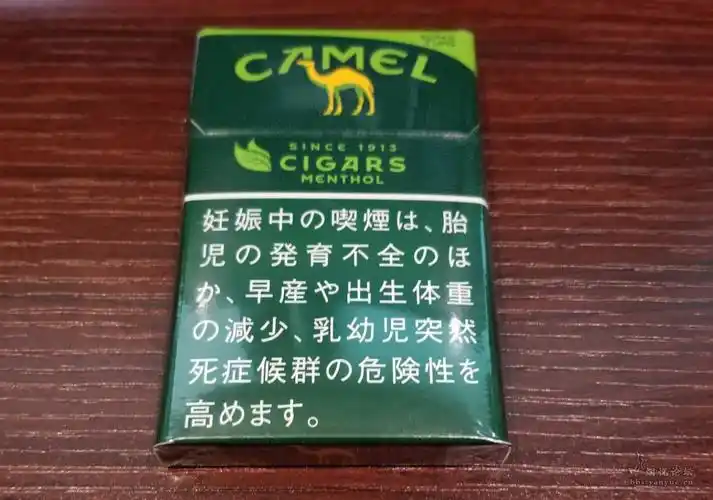 CAMEL
SINCE 1913
CIGARS
MENTHOL
妊娠中の喫煙は、胎
児の発育不全のほ
か、早産や出生体重
の減少、乳幼児突然
死症候群の危険性を
高めます。